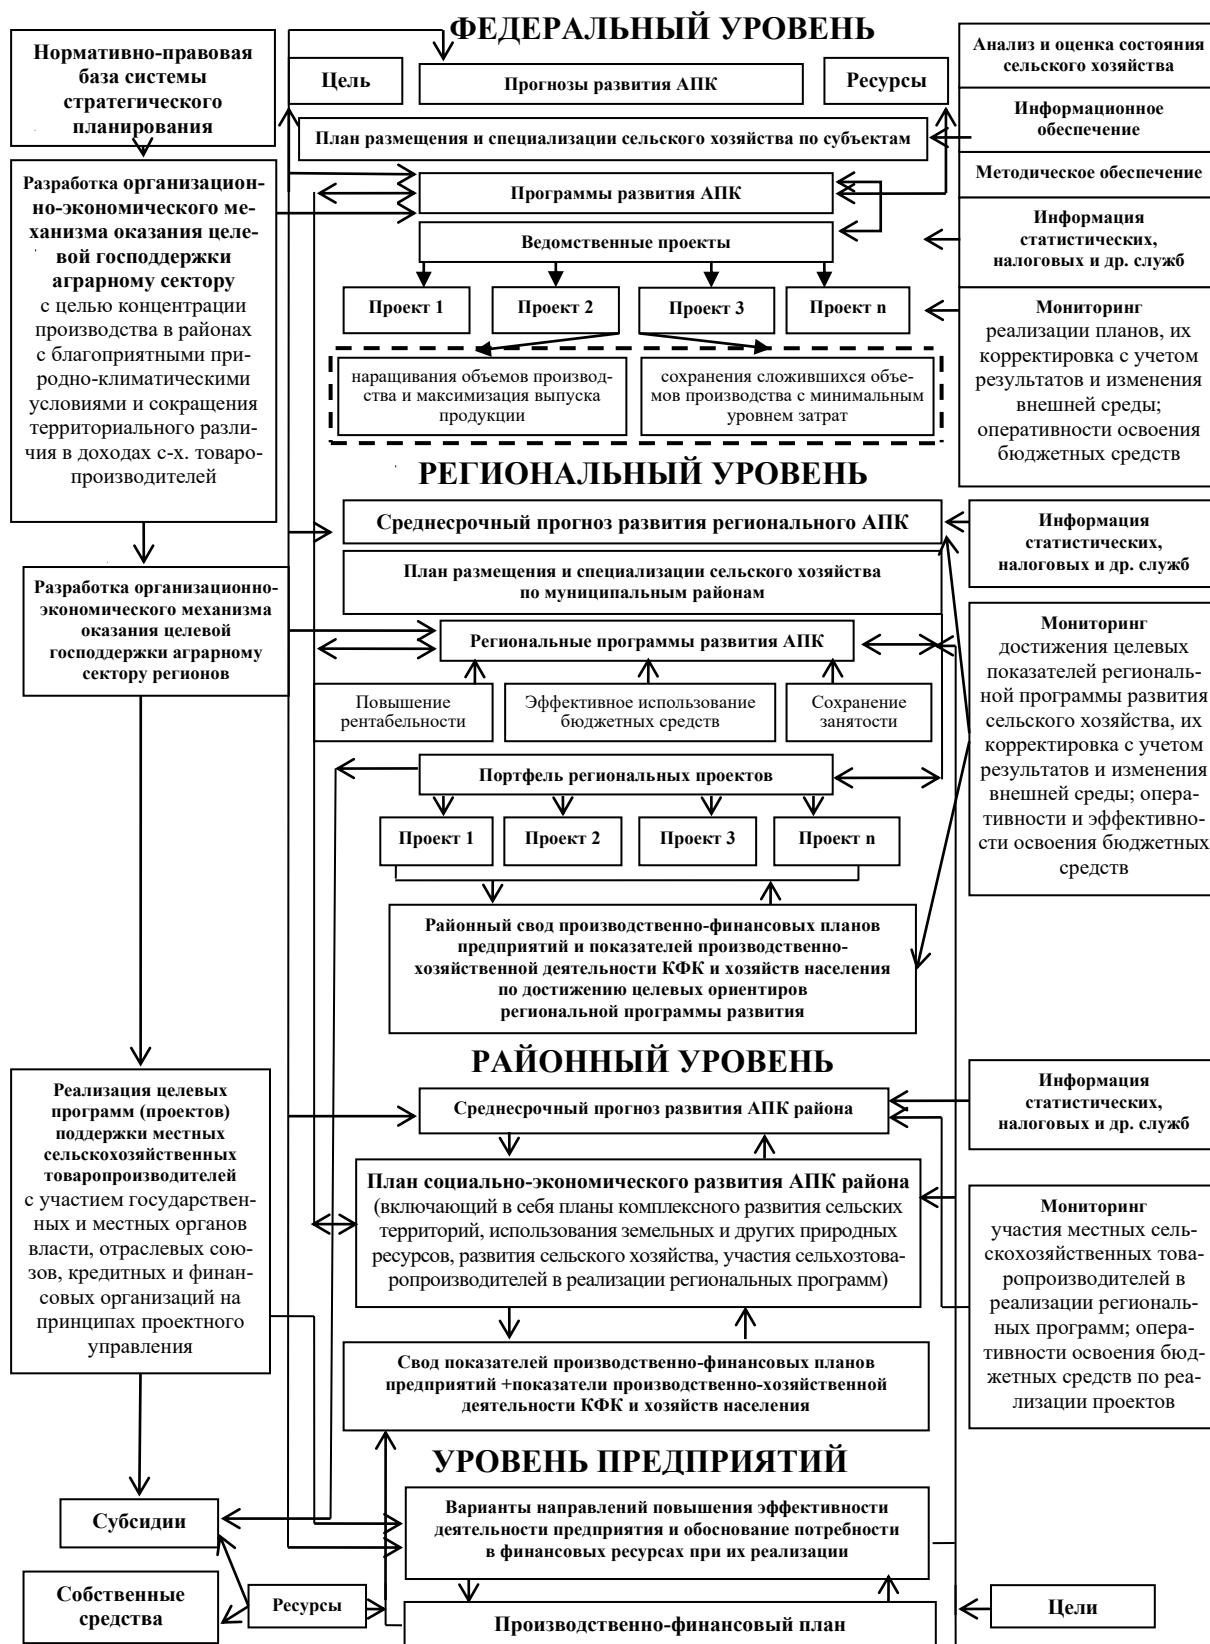 ФЕДЕРАЛЬНЫЙ УРОВЕНЬ
Нормативно-правовая
база системы
стратегического
планирования
Цель
Прогнозы развития АПК
Ресурсы
Анализ и оценка состояния
сельского хозяйства
Информационное
обеспечение
План размещения и специализации сельского хозяйства по субъектам
Методическое обеспечение
Разработка организацион-
но-экономического ме-
ханизма оказания целе-
вой господдержки
аграрному сектору
с целью концентрации
производства в районах
с благоприятными при-
родно-климатическими
условиями и сокращения
территориального разли-
чия в доходах с-х. товаро-
производителей
Программы развития АПК
Ведомственные проекты
Информация
статистических,
налоговых и др. служб
Проект 1
Проект 2
Проект 3
Проект n
Мониторинг
реализации планов, их
корректировка с учетом
результатов и изменения
внешней среды;
оперативности освоения
бюджетных средств
наращивания объемов производ-
ства и максимизация выпуска
продукции
сохранения сложившихся объе-
мов производства с минимальным
уровнем затрат
РЕГИОНАЛЬНЫЙ УРОВЕНЬ
Среднесрочный прогноз развития регионального АПК
Информация
статистических,
налоговых и др. служб
План размещения и специализации сельского хозяйства
по муниципальным районам
Разработка организационно-
экономического механизма
оказания целевой
господдержки аграрному
сектору регионов
Региональные программы развития АПК
Мониторинг
достижения целевых
показателей региональ-
ной программы развития
сельского хозяйства, их
корректировка с учетом
результатов и изменения
внешней среды; опера-
тивности и эффективно-
сти освоения бюджетных
средств
Повышение
рентабельности
Эффективное использование
бюджетных средств
Сохранение
занятости
Портфель региональных проектов
Проект 1
Проект 2
Проект 3
Проект n
Районный свод производственно-финансовых планов
предприятий и показателей производственно-
хозяйственной деятельности КФК и хозяйств населения
по достижению целевых ориентиров
региональной программы развития
РАЙОННЫЙ УРОВЕНЬ
Реализация целевых
программ (проектов)
поддержки местных
сельскохозяйственных
товаропроизводителей
с участием государствен-
ных и местных органов
власти, отраслевых сою-
зов, кредитных и финан-
совых организаций на
принципах проектного
управления
Среднесрочный прогноз развития АПК района
Информация
статистических,
налоговых и др. служб
План социально-экономического развития АПК района
(включающий в себя планы комплексного развития сельских
территорий, использования земельных и других природных
ресурсов, развития сельского хозяйства, участия сельхозтова-
ропроизводителей в реализации региональных программ)
Мониторинг
участия местных сель-
скохозяйственных това-
ропроизводителей в
реализации региональ-
ных программ; опера-
тивности освоения бюд-
жетных средств по реа-
лизации проектов
Свод показателей производственно-финансовых планов
предприятий +показатели производственно-хозяйственной
деятельности КФК и хозяйств населения
УРОВЕНЬ ПРЕДПРИЯТИЙ
Субсидии
Варианты направлений повышения эффективности
деятельности предприятия и обоснование потребности
в финансовых ресурсах при их реализации
Собственные
средства
Ресурсы
Производственно-финансовый план
Цели